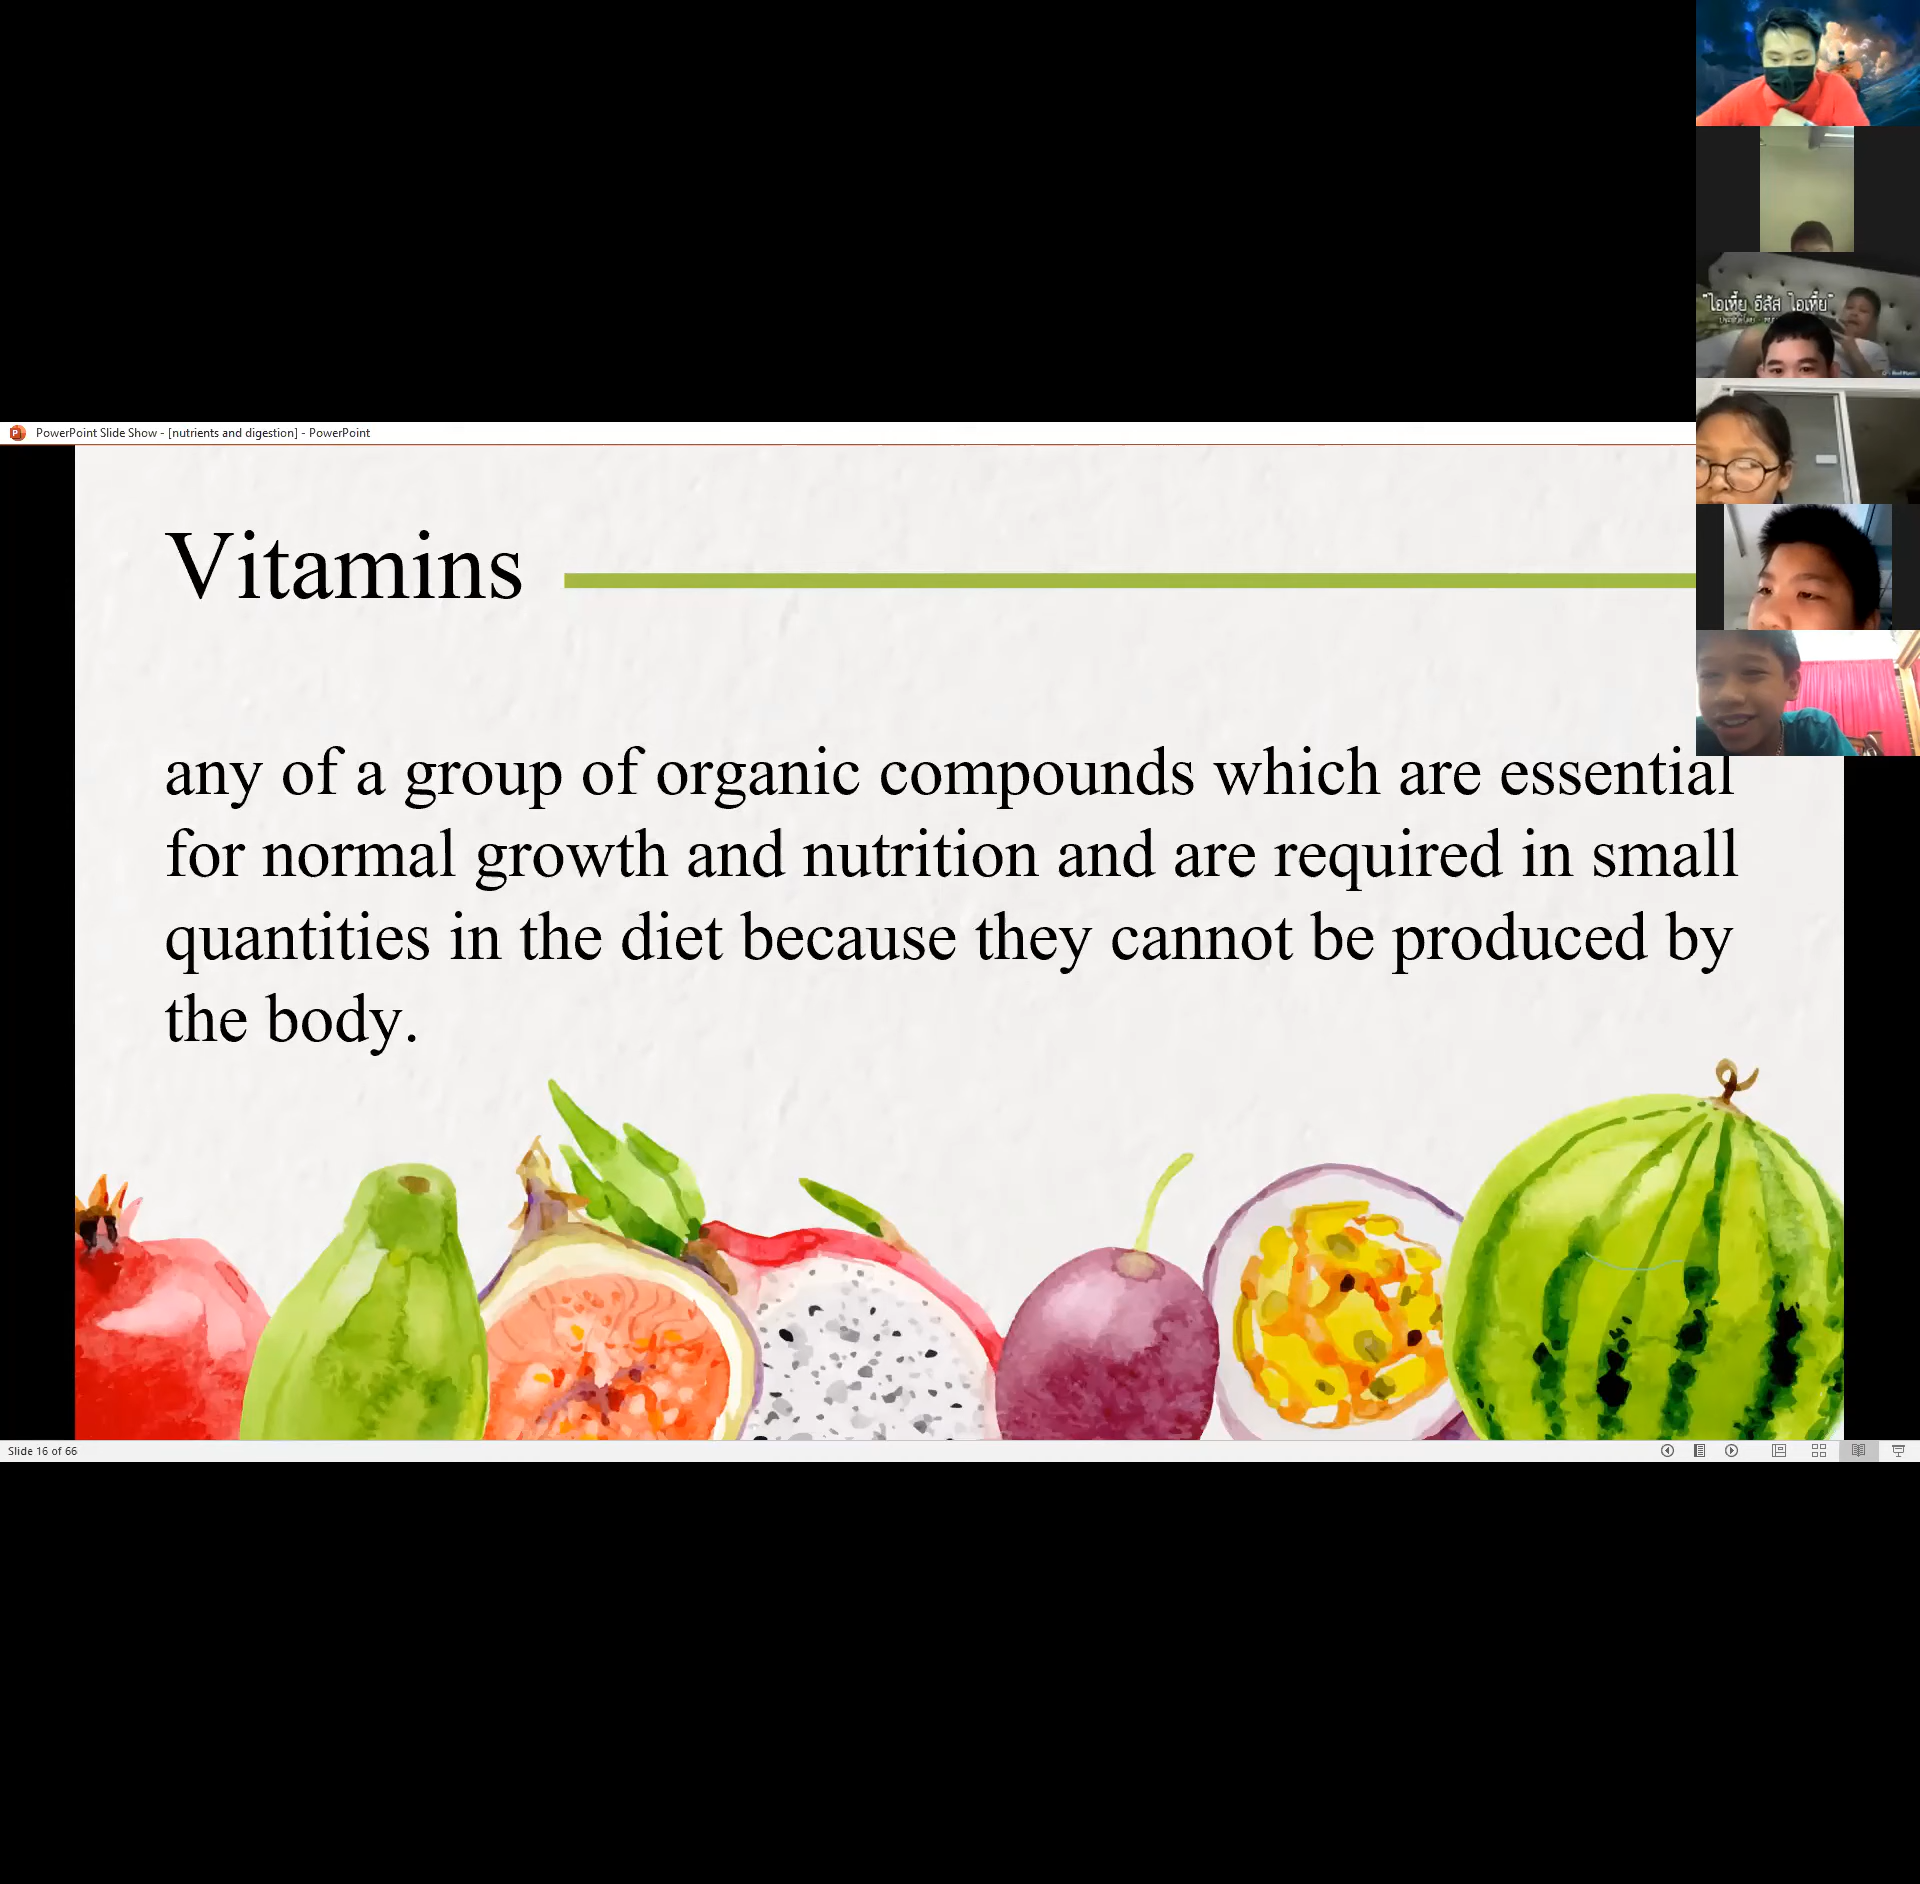 PowerPoint Slide Show - [nutrients and digestion] - PowerPoint
"ไอเหี้ย อีสัส ไอเหี้ย"
Vitamins
any of a group of organic compounds which are essential
for normal growth and nutrition and are required in small
quantities in the diet because they cannot be produced by
the body.
Slide 16 of 66